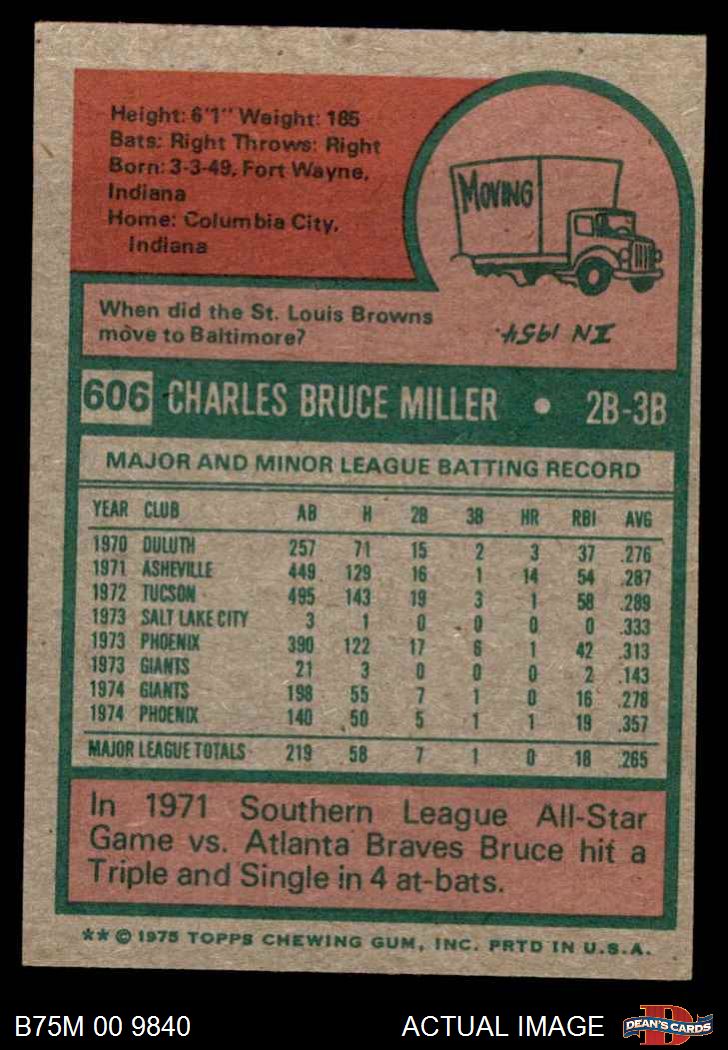 Height: 6'1" Weight: 185
Bats: Right Throws: Right
Born: 3-3-49, Fort Wayne,
Indiana
Home: Columbia City,
Indiana
MOVING
When did the St. Louis Browns
move to Baltimore?
IN 1954.
606 CHARLES BRUCE MILLER • 2B-3B
MAJOR AND MINOR LEAGUE BATTING RECORD
YEAR CLUB AB H 2B 3B HR RBI AVG
1970 DULUTH 257 71 15 2 3 37 .276
1971 ASHEVILLE 449 129 16 1 14 54 .287
1972 TUCSON 495 143 19 3 1 58 .289
1973 SALT LAKE CITY 3 1 0 0 0 0 .333
1973 PHOENIX 390 122 17 6 1 42 .313
1973 GIANTS 21 3 0 0 0 2 .143
1974 GIANTS 198 55 7 1 0 16 .278
1974 PHOENIX 140 50 5 1 1 19 .357
MAJOR LEAGUE TOTALS 219 58 7 1 0 18 .265
In 1971 Southern League All-Star
Game vs. Atlanta Braves Bruce hit a
Triple and Single in 4 at-bats.
** © 1975 TOPPS CHEWING GUM, INC. PRTD IN U.S.A.
B75M 00 9840 ACTUAL IMAGE D DEAN'S CARDS